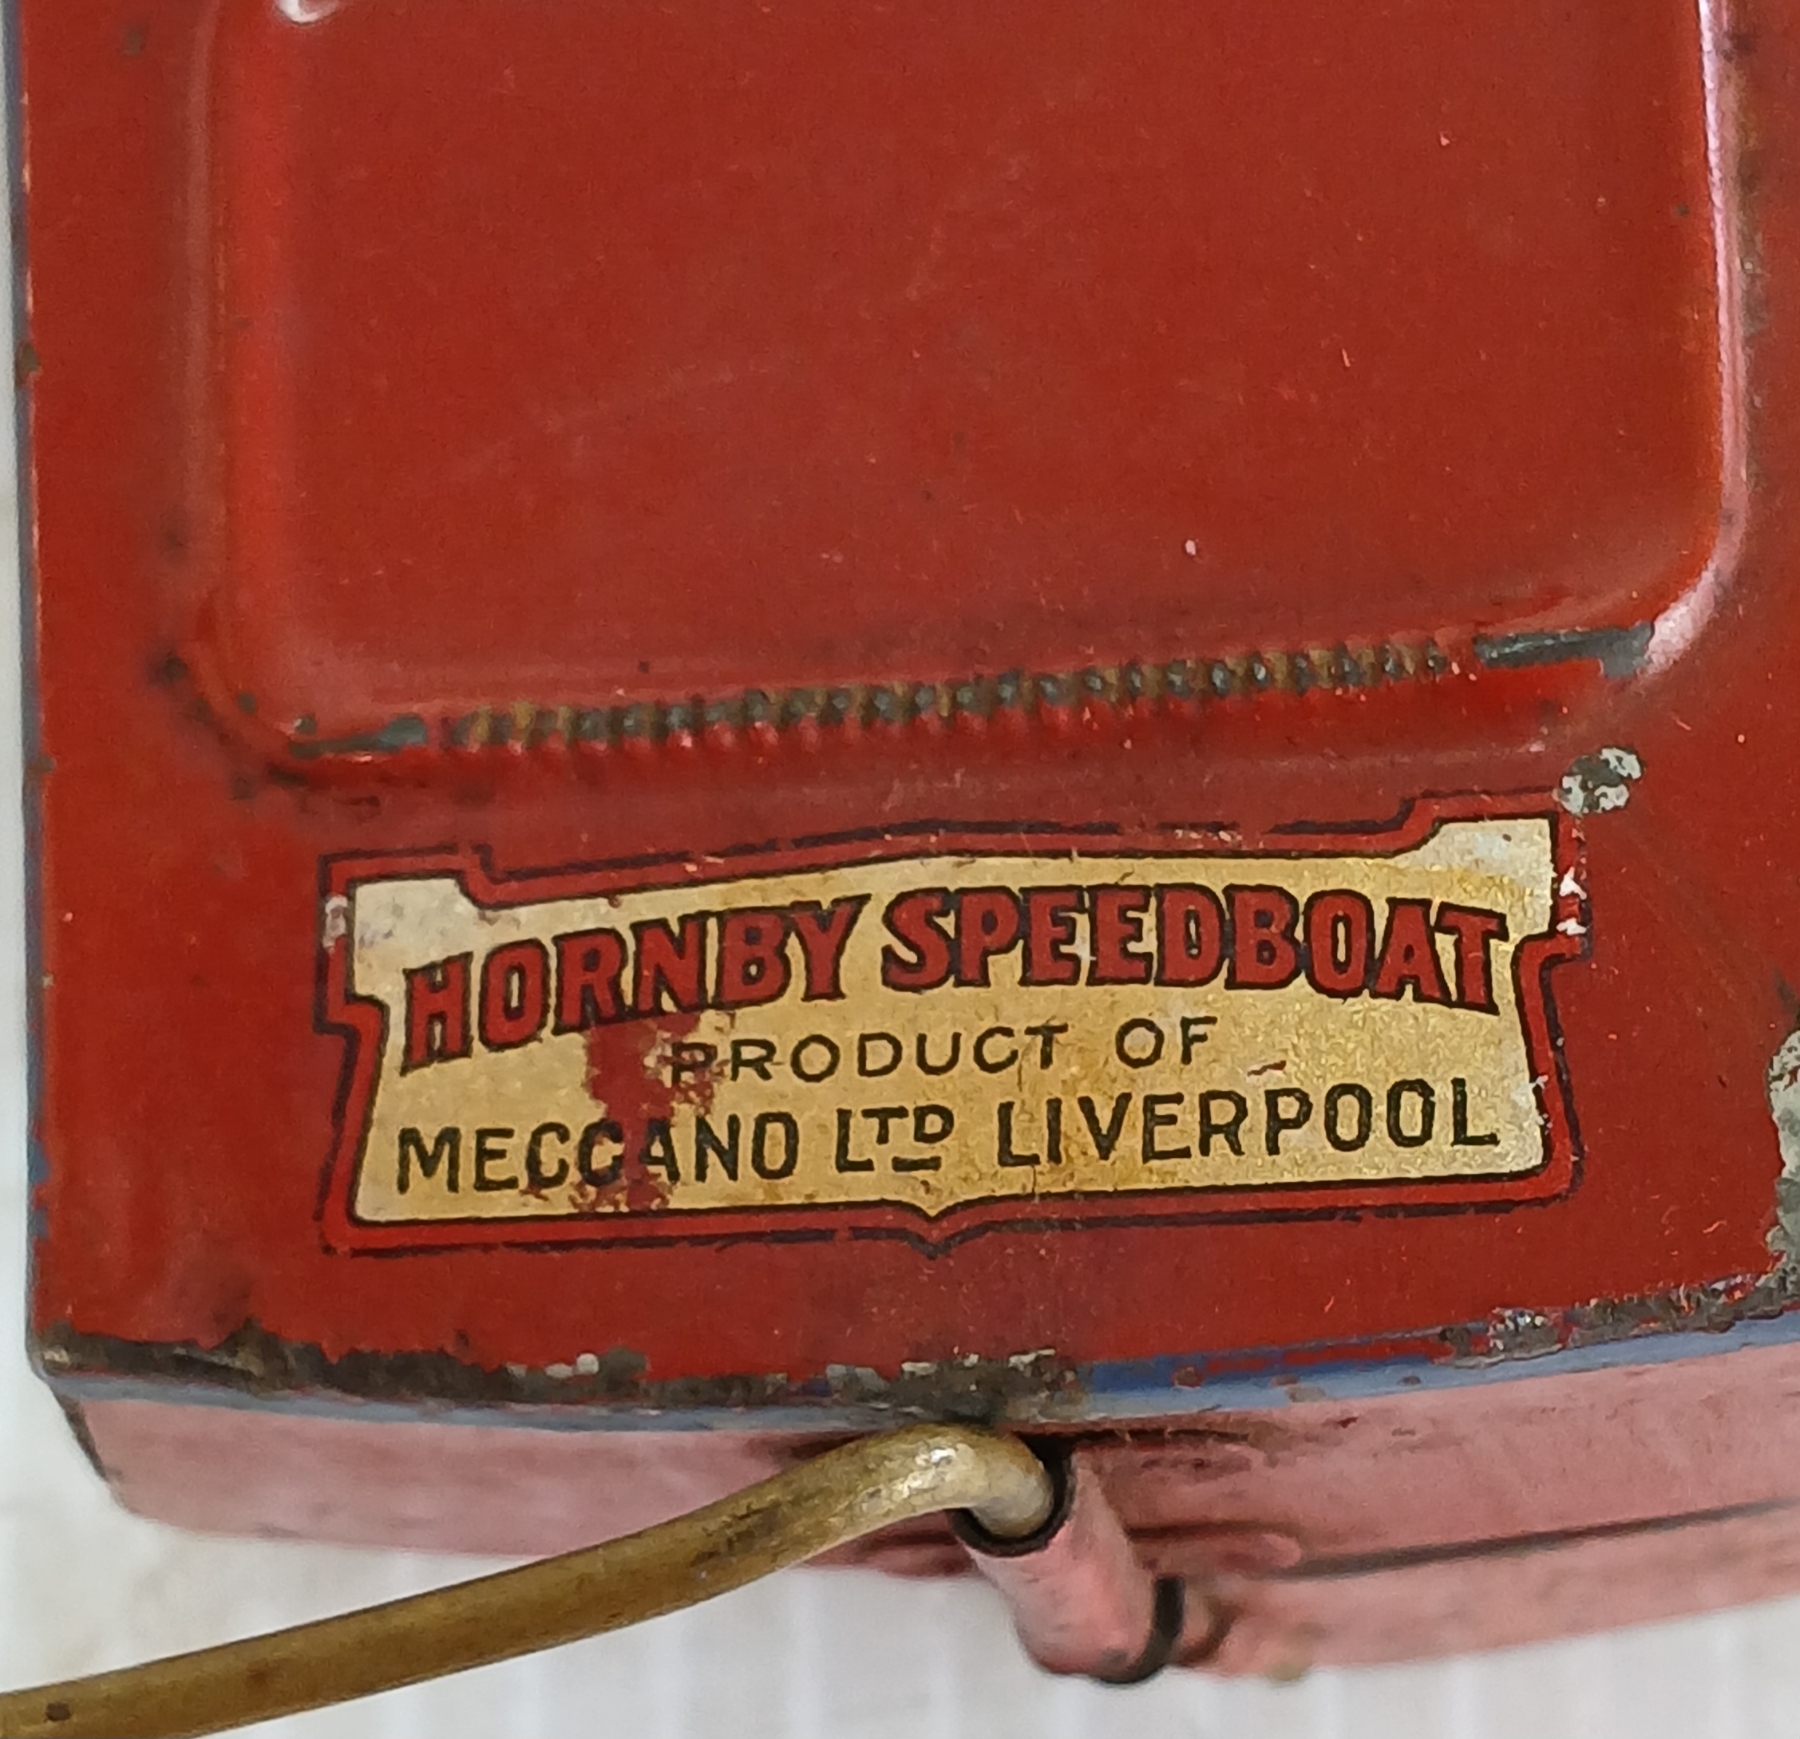 HORNBY SPEEDBOAT
PRODUCT OF
MECCANO LTD LIVERPOOL